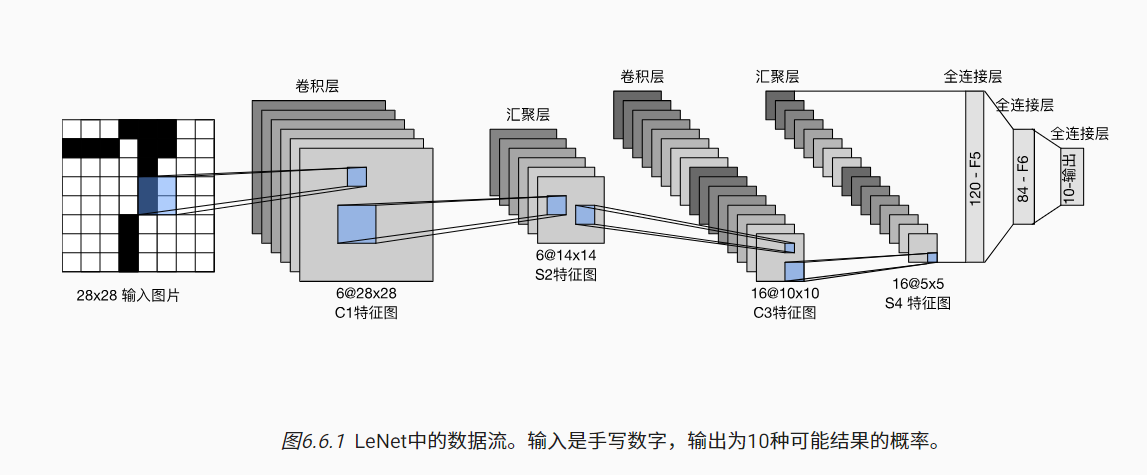 卷积层
汇聚层
卷积层
汇聚层
全连接层
全连接层
全连接层
120 - F5
84 - F6
10-输出
28x28 输入图片
6@28x28
C1特征图
6@14x14
S2特征图
16@10x10
C3特征图
16@5x5
S4 特征图
图6.6.1 LeNet中的数据流。输入是手写数字，输出为10种可能结果的概率。